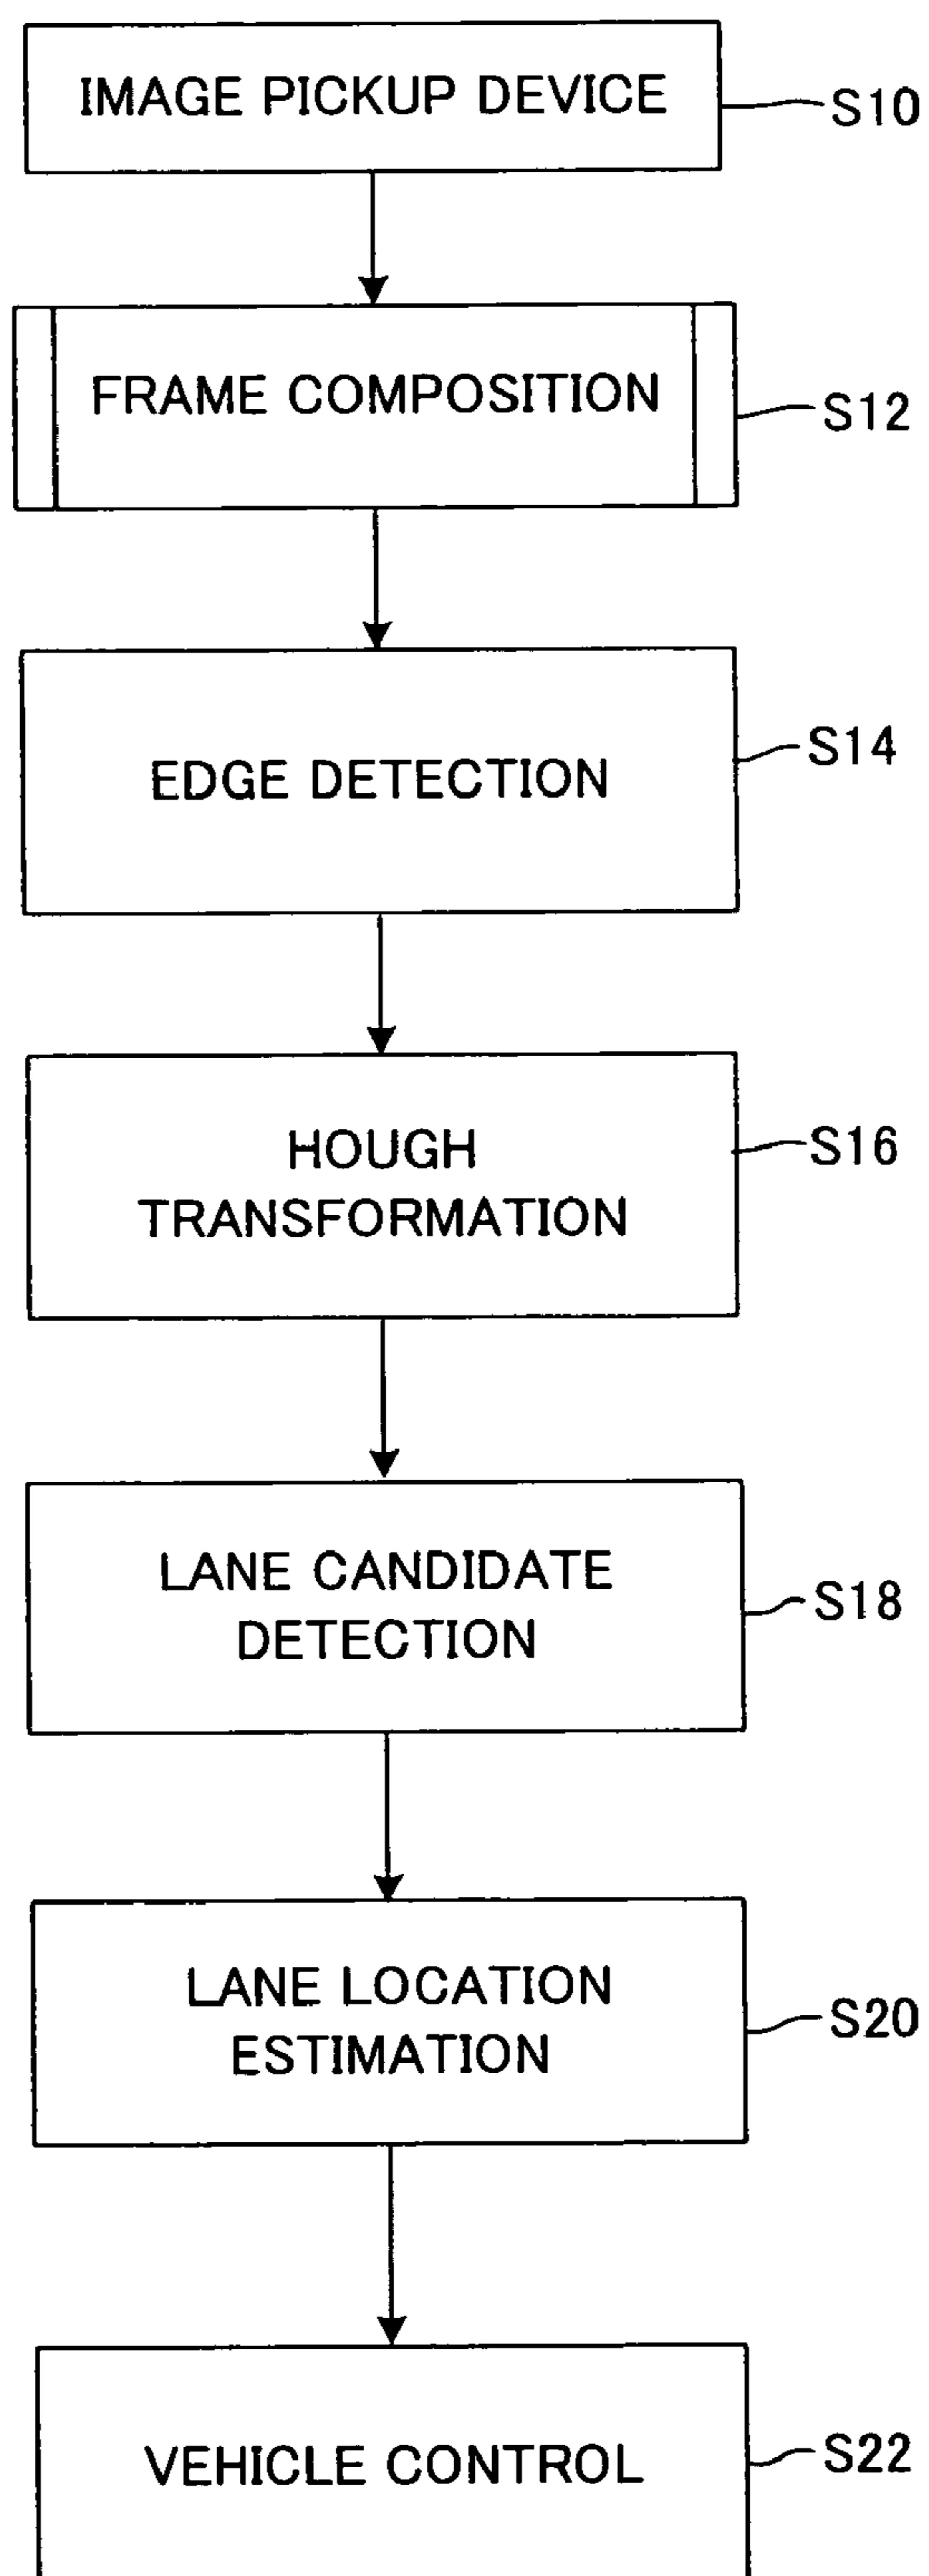 IMAGE PICKUP DEVICE
S10
FRAME COMPOSITION
S12
EDGE DETECTION
S14
HOUGH
TRANSFORMATION
S16
LANE CANDIDATE
DETECTION
S18
LANE LOCATION
ESTIMATION
S20
VEHICLE CONTROL
S22